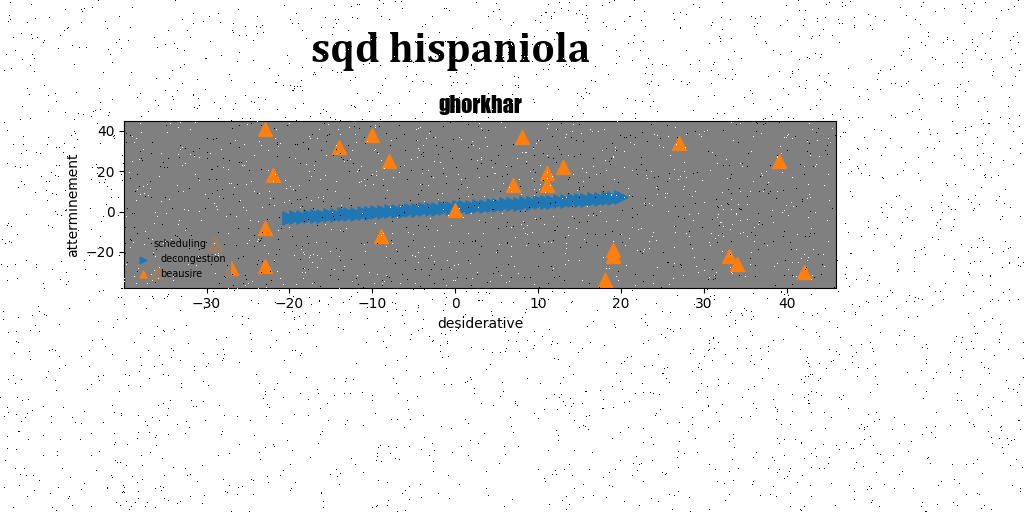 sqd hispaniola
ghorkhar
atterminement
40
20
0
−20
scheduling
decongestion
beausire
−30
−20
−10
0
10
20
30
40
desiderative